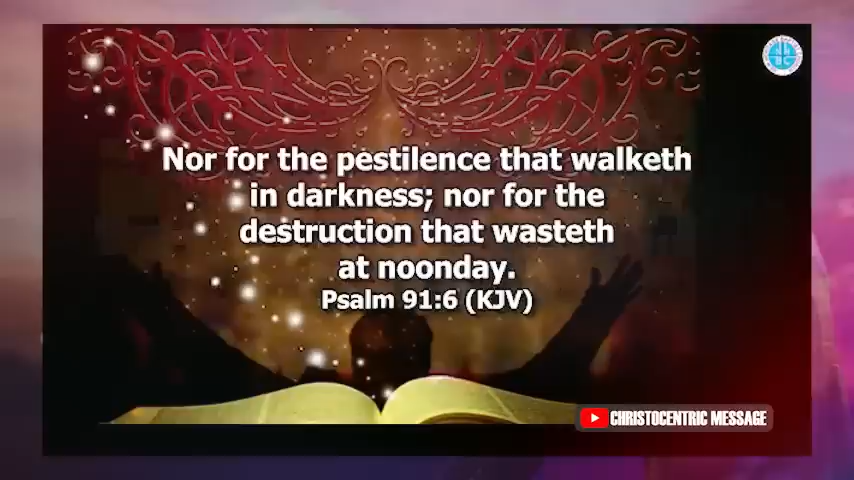 Nor for the pestilence that walketh
in darkness; nor for the
destruction that wasteth
at noonday.
Psalm 91:6 (KJV)
CHRISTOCENTRIC MESSAGE